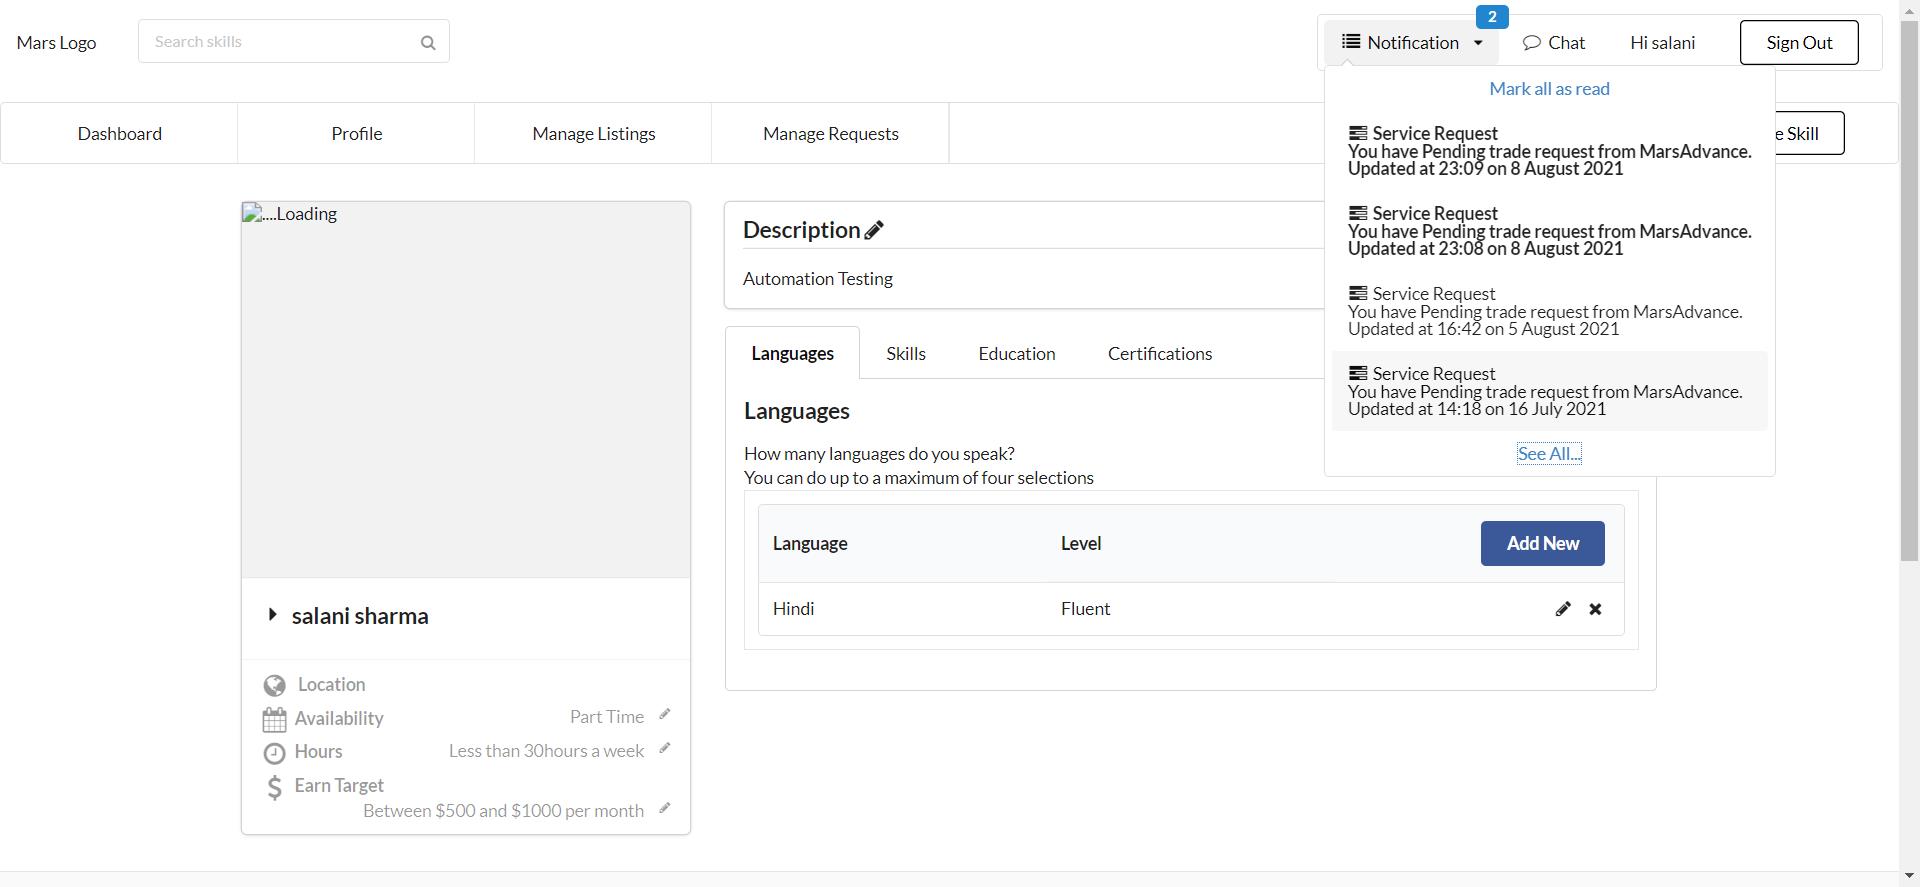 Mars Logo
Search skills
2
Notification
Chat
Hi salani
Sign Out
Mark all as read
Dashboard
Profile
Manage Listings
Manage Requests
e Skill
Service Request
You have Pending trade request from MarsAdvance.
Updated at 23:09 on 8 August 2021
Service Request
You have Pending trade request from MarsAdvance.
Updated at 23:08 on 8 August 2021
Service Request
You have Pending trade request from MarsAdvance.
Updated at 16:42 on 5 August 2021
Service Request
You have Pending trade request from MarsAdvance.
Updated at 14:18 on 16 July 2021
See All...
....Loading
salani sharma
Location
Availability
Part Time
Hours
Less than 30hours a week
Earn Target
Between $500 and $1000 per month
Description
Automation Testing
Languages
Skills
Education
Certifications
Languages
How many languages do you speak?
You can do up to a maximum of four selections
Language
Level
Add New
Hindi
Fluent